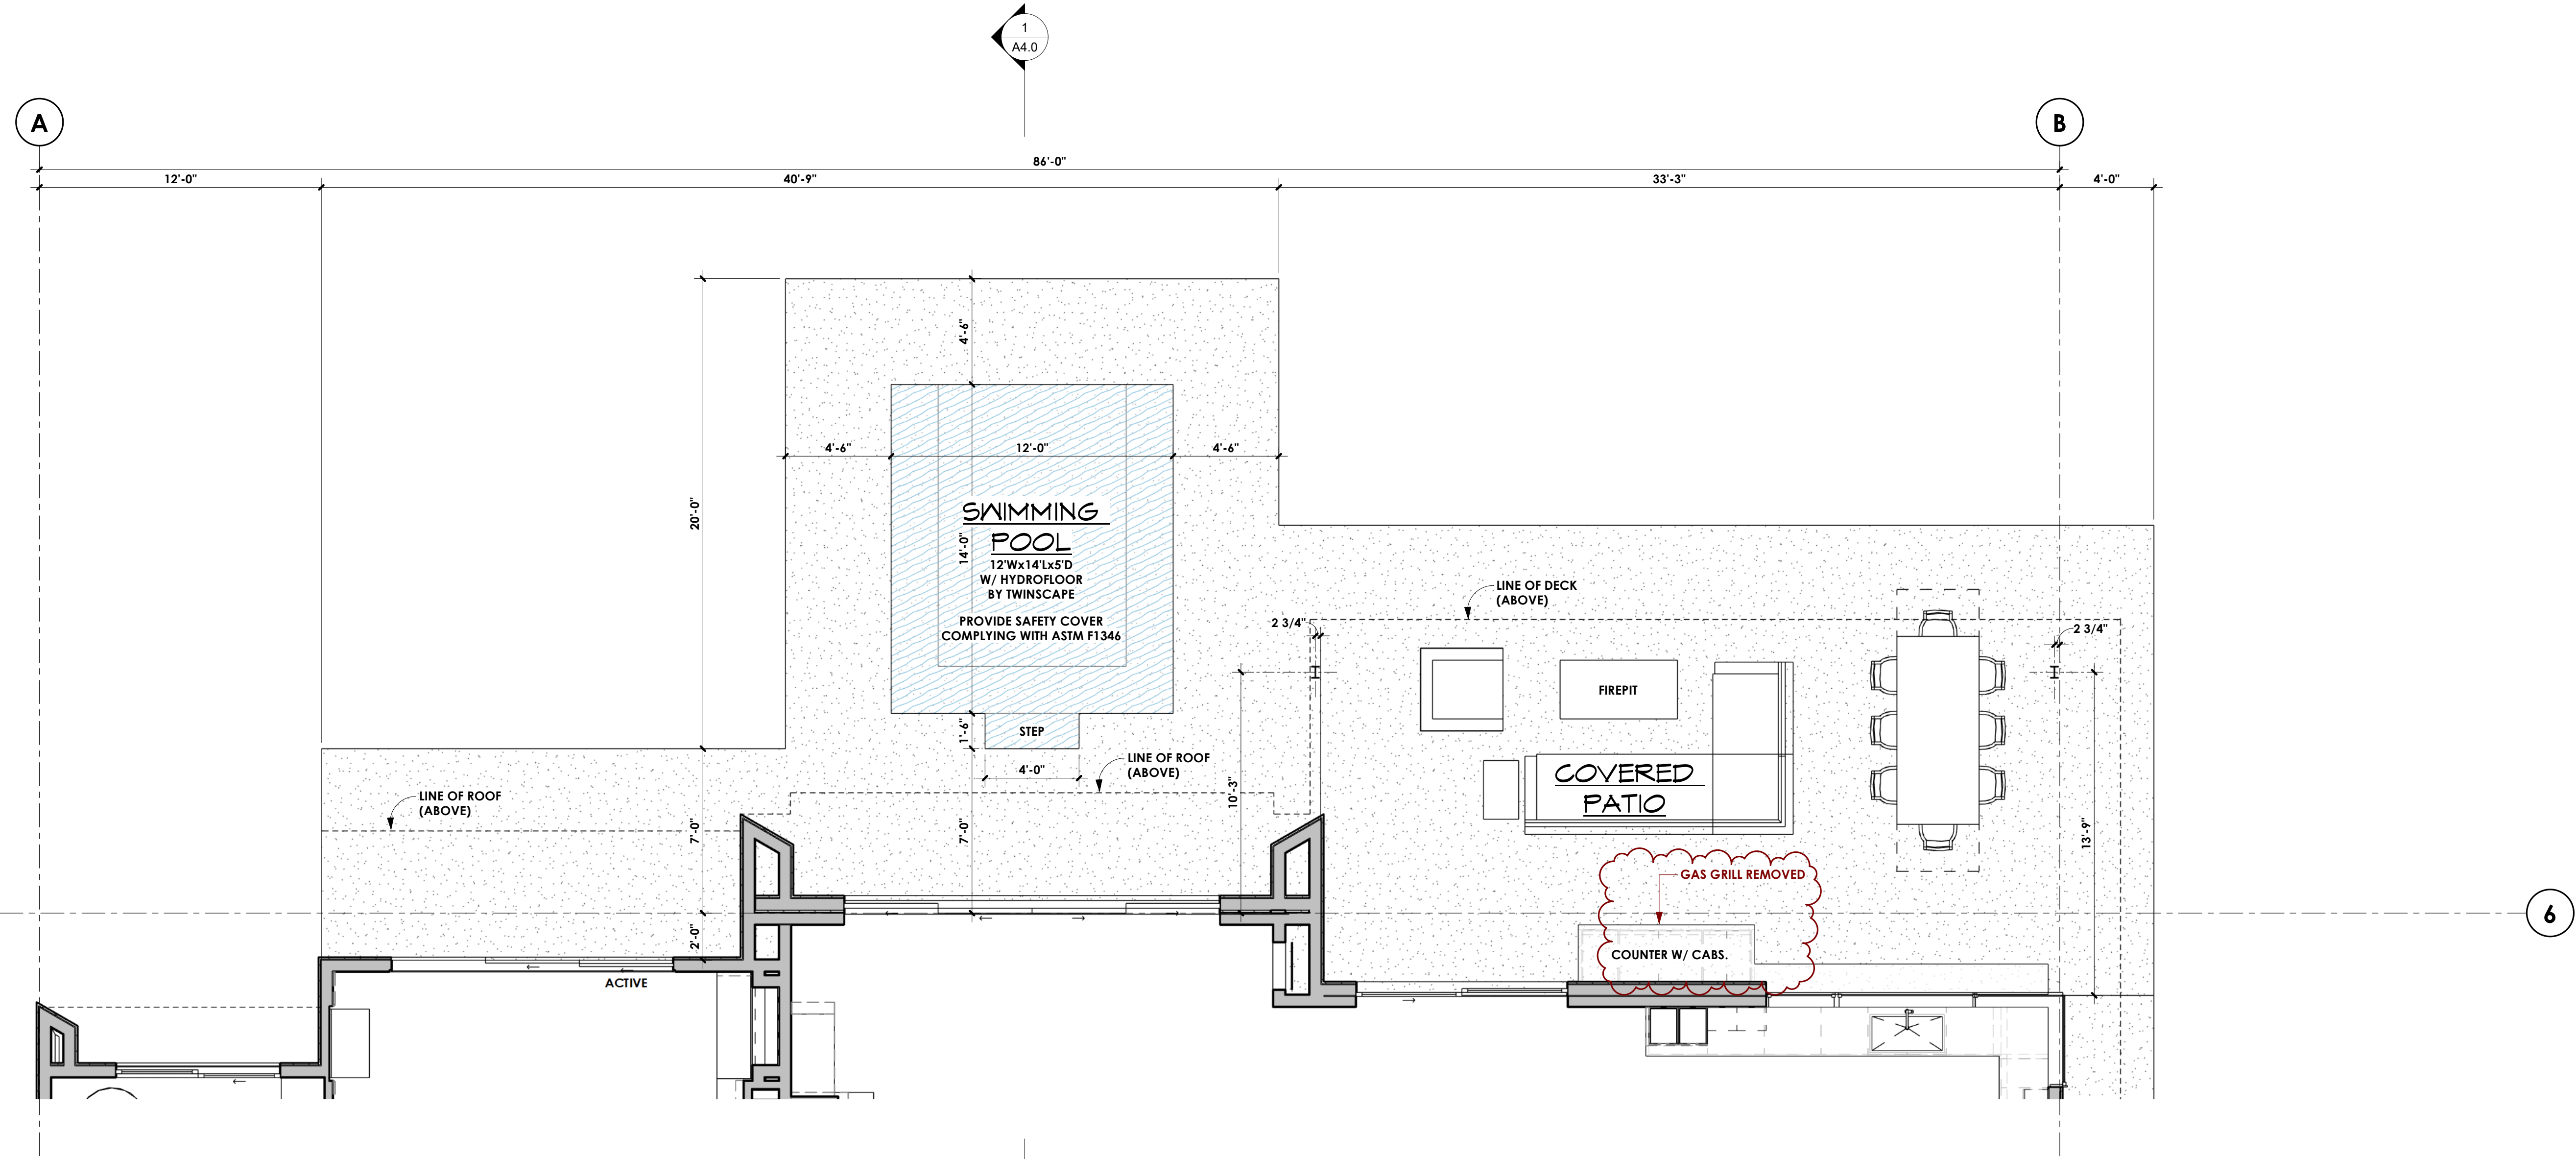 1
A4.0
A
B
86'-0"
12'-0"
40'-9"
33'-3"
4'-0"
4'-6"
4'-6"
12'-0"
4'-6"
20'-0"
SWIMMING
POOL
14'-0"
12'Wx14'Lx5'D
W/ HYDROFLOOR
BY TWINSCAPE
PROVIDE SAFETY COVER
COMPLYING WITH ASTM F1346
LINE OF DECK
(ABOVE)
2 3/4"
2 3/4"
FIREPIT
1'-6"
STEP
4'-0"
LINE OF ROOF
(ABOVE)
10'-3"
COVERED
PATIO
LINE OF ROOF
(ABOVE)
7'-0"
7'-0"
13'-9"
GAS GRILL REMOVED
6
2'-0"
COUNTER W/ CABS.
ACTIVE